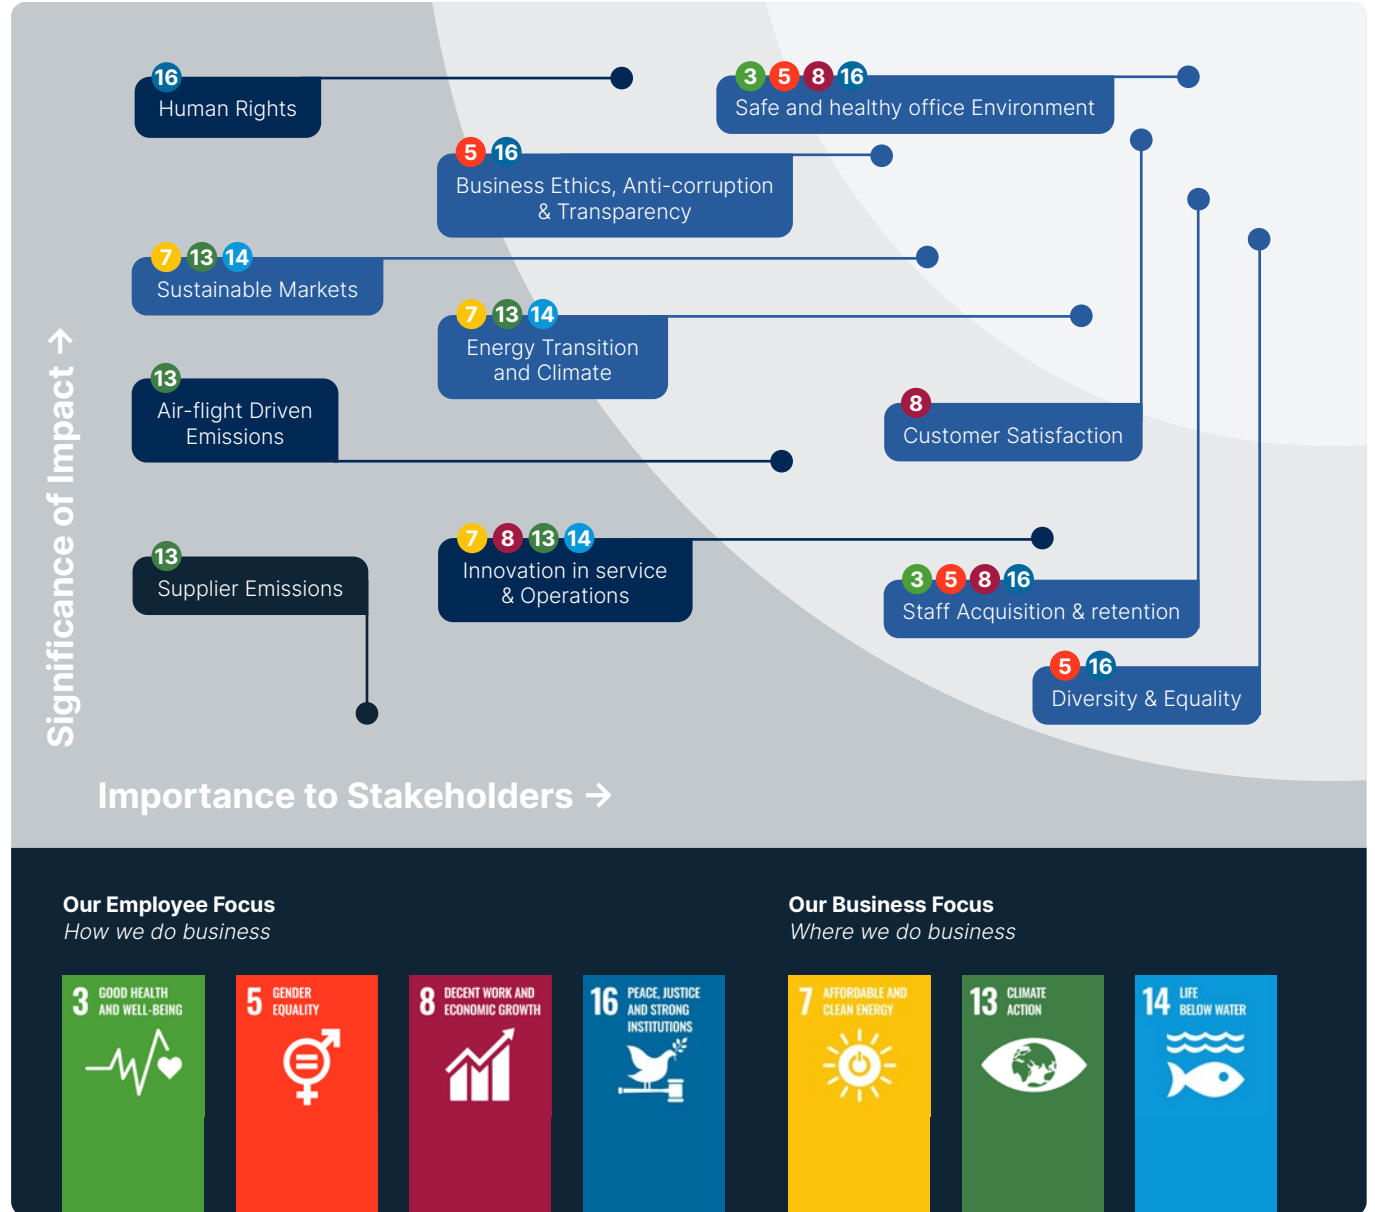 16
Human Rights
3 5 8 16
Safe and healthy office Environment
5 16
Business Ethics, Anti-corruption
& Transparency
7 13 14
Sustainable Markets
7 13 14
Energy Transition
and Climate
13
Air-flight Driven
Emissions
8
Customer Satisfaction
13
Supplier Emissions
7 8 13 14
Innovation in service
& Operations
3 5 8 16
Staff Acquisition & retention
5 16
Diversity & Equality
Significance of Impact →
Importance to Stakeholders →
Our Employee Focus
How we do business
Our Business Focus
Where we do business
3 GOOD HEALTH
AND WELL-BEING
5 GENDER
EQUALITY
8 DECENT WORK AND
ECONOMIC GROWTH
16 PEACE, JUSTICE
AND STRONG
INSTITUTIONS
7 AFFORDABLE AND
CLEAN ENERGY
13 CLIMATE
ACTION
14 LIFE
BELOW WATER